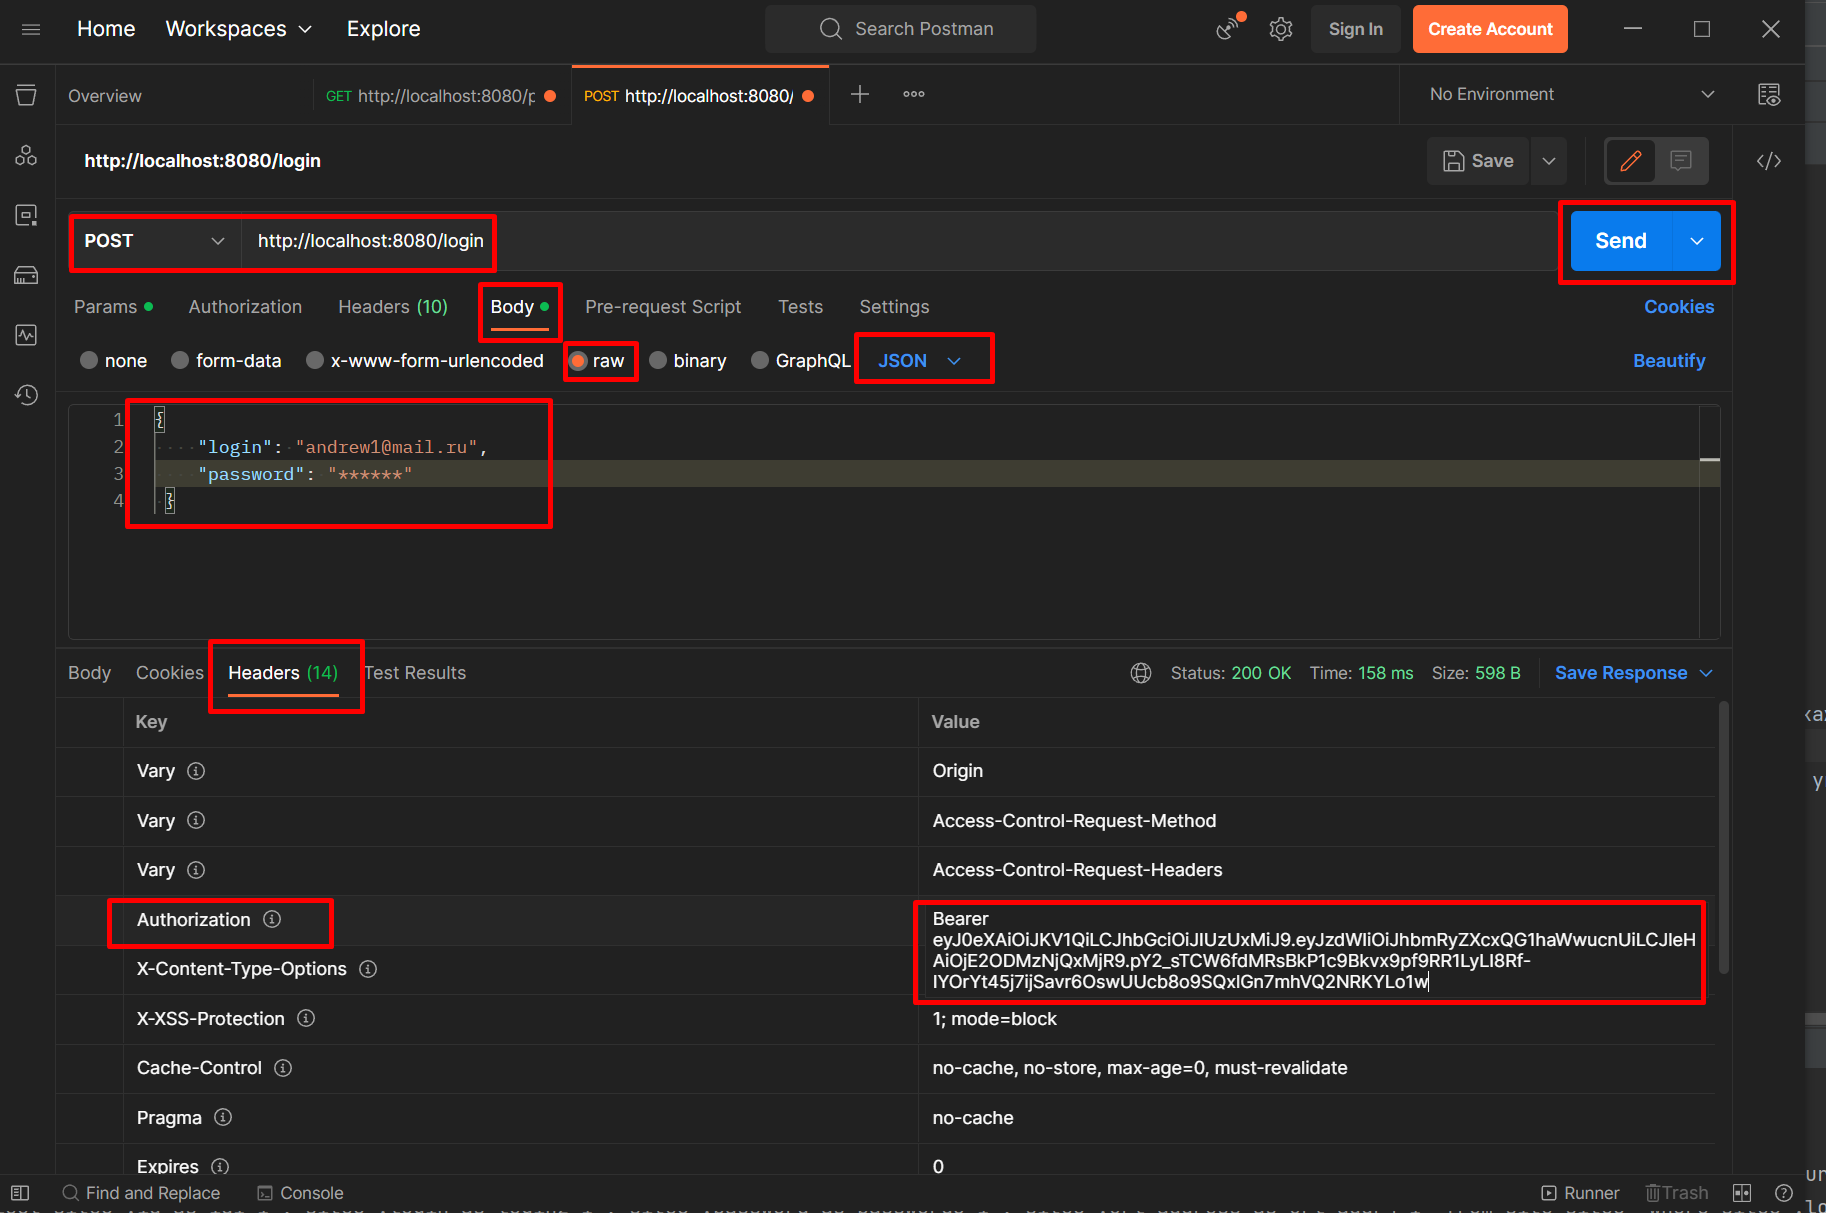 Home Workspaces Explore Search Postman Sign In Create Account
Overview GET http://localhost:8080/p POST http://localhost:8080/ No Environment
http://localhost:8080/login Save
POST http://localhost:8080/login Send
Params Authorization Headers (10) Body Pre-request Script Tests Settings Cookies
none form-data x-www-form-urlencoded raw binary GraphQL JSON Beautify
1 {
2 "login": "andrew1@mail.ru",
3 "password": "******"
4 }
Body Cookies Headers (14) Test Results Status: 200 OK Time: 158 ms Size: 598 B Save Response
Key Value
Vary Origin
Vary Access-Control-Request-Method
Vary Access-Control-Request-Headers
Authorization Bearer
eyJ0eXAiOiJKV1QiLCJhbGciOiJIUzUxMiJ9.eyJzdWIiOiJhbmRyZXcxQG1haWwucnUiLCJleH
AiOjE2ODMzNjQxMjR9.pY2_sTCW6fdMRsBkP1c9Bkvx9pf9RR1LyLI8Rf-
IYOrYt45j7ijSavr6OswUUcb8o9SQxlGn7mhVQ2NRKYLo1w
X-Content-Type-Options
X-XSS-Protection 1; mode=block
Cache-Control no-cache, no-store, max-age=0, must-revalidate
Pragma no-cache
Expires 0
Find and Replace Console Runner Trash